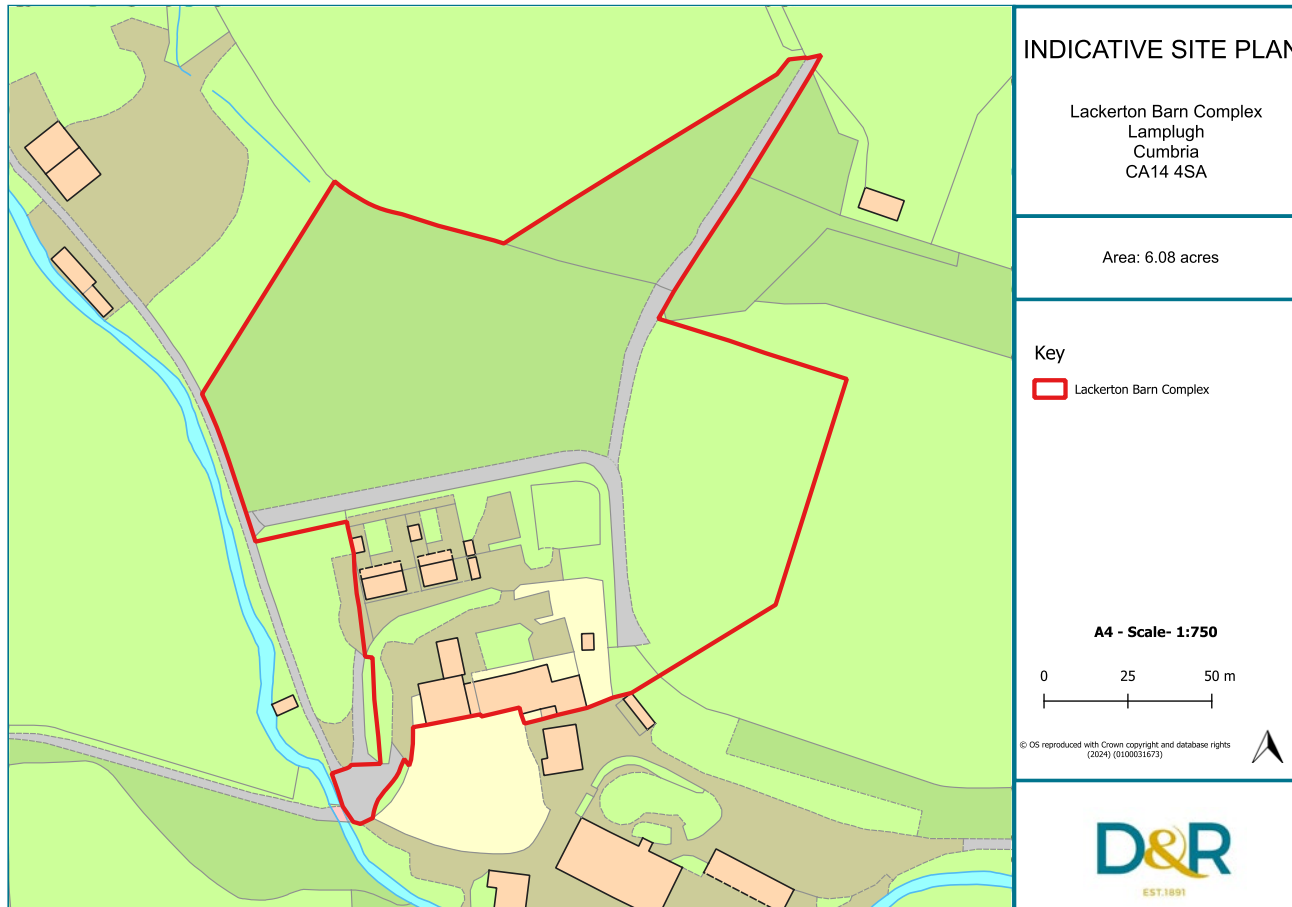 INDICATIVE SITE PLAN
Lackerton Barn Complex
Lamplugh
Cumbria
CA14 4SA
Area: 6.08 acres
Key
Lackerton Barn Complex
A4 - Scale- 1:750
0 25 50 m
© OS reproduced with Crown copyright and database rights
(2024) (0100031673)
D&R
EST.1891